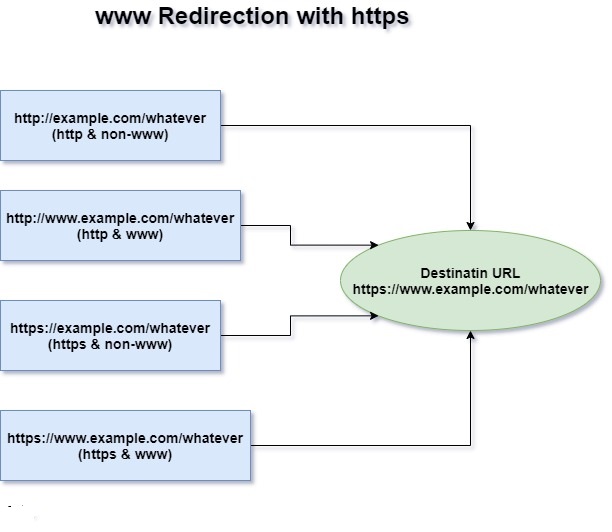 www Redirection with https
http://example.com/whatever
(http & non-www)
http://www.example.com/whatever
(http & www)
https://example.com/whatever
(https & non-www)
https://www.example.com/whatever
(https & www)
Destinatin URL
https://www.example.com/whatever